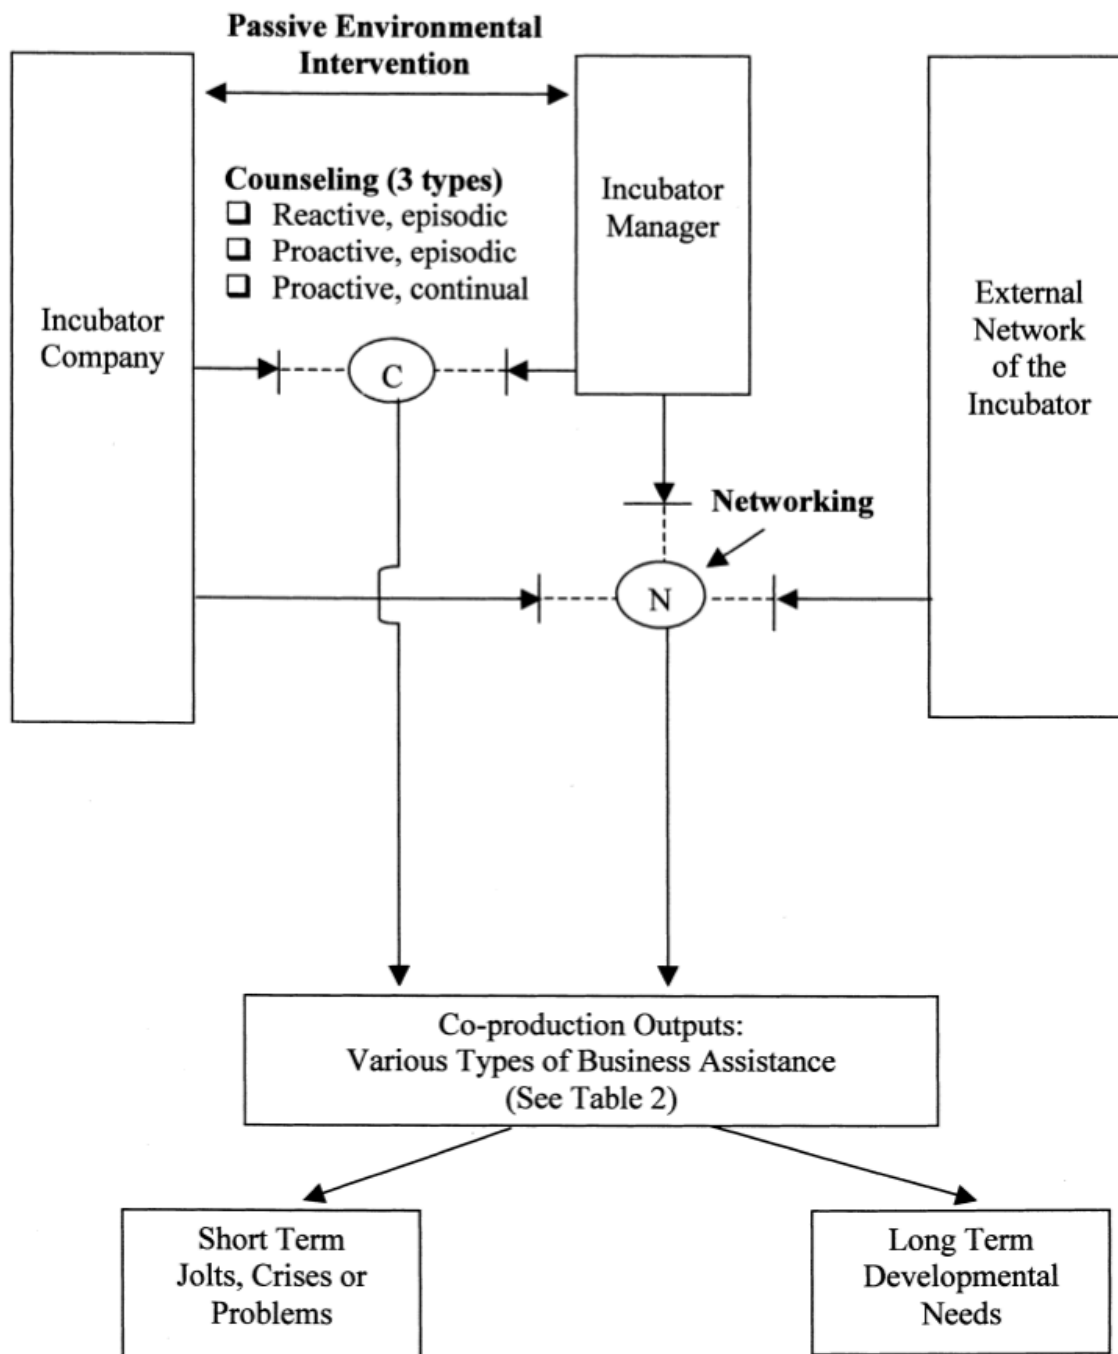 Passive Environmental
Intervention
Counseling (3 types)
Reactive, episodic
Proactive, episodic
Proactive, continual
Incubator
Manager
Incubator
Company
External
Network
of the
Incubator
C
Networking
N
Co-production Outputs:
Various Types of Business Assistance
(See Table 2)
Short Term
Jolts, Crises or
Problems
Long Term
Developmental
Needs